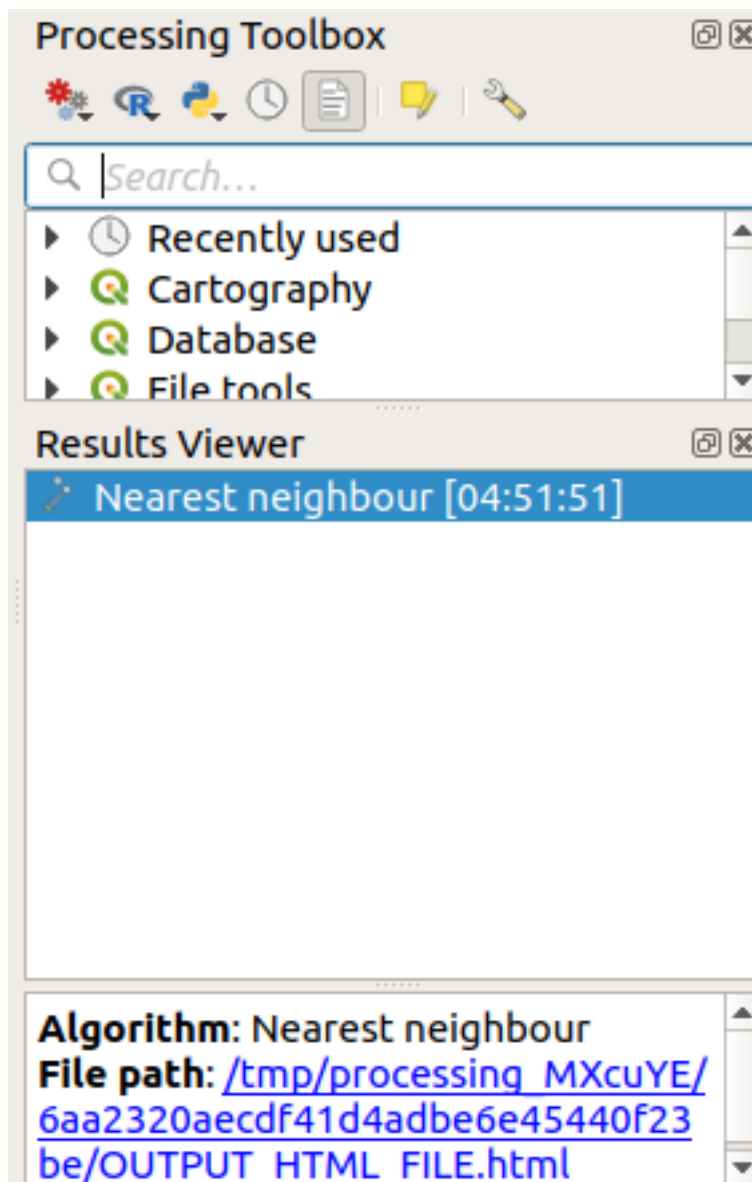 Processing Toolbox
Search...
Recently used
Cartography
Database
File tools
Results Viewer
Nearest neighbour [04:51:51]
Algorithm: Nearest neighbour
File path: /tmp/processing_MXcuYE/
6aa2320aecdf41d4adbe6e45440f23
be/OUTPUT_HTML_FILE.html